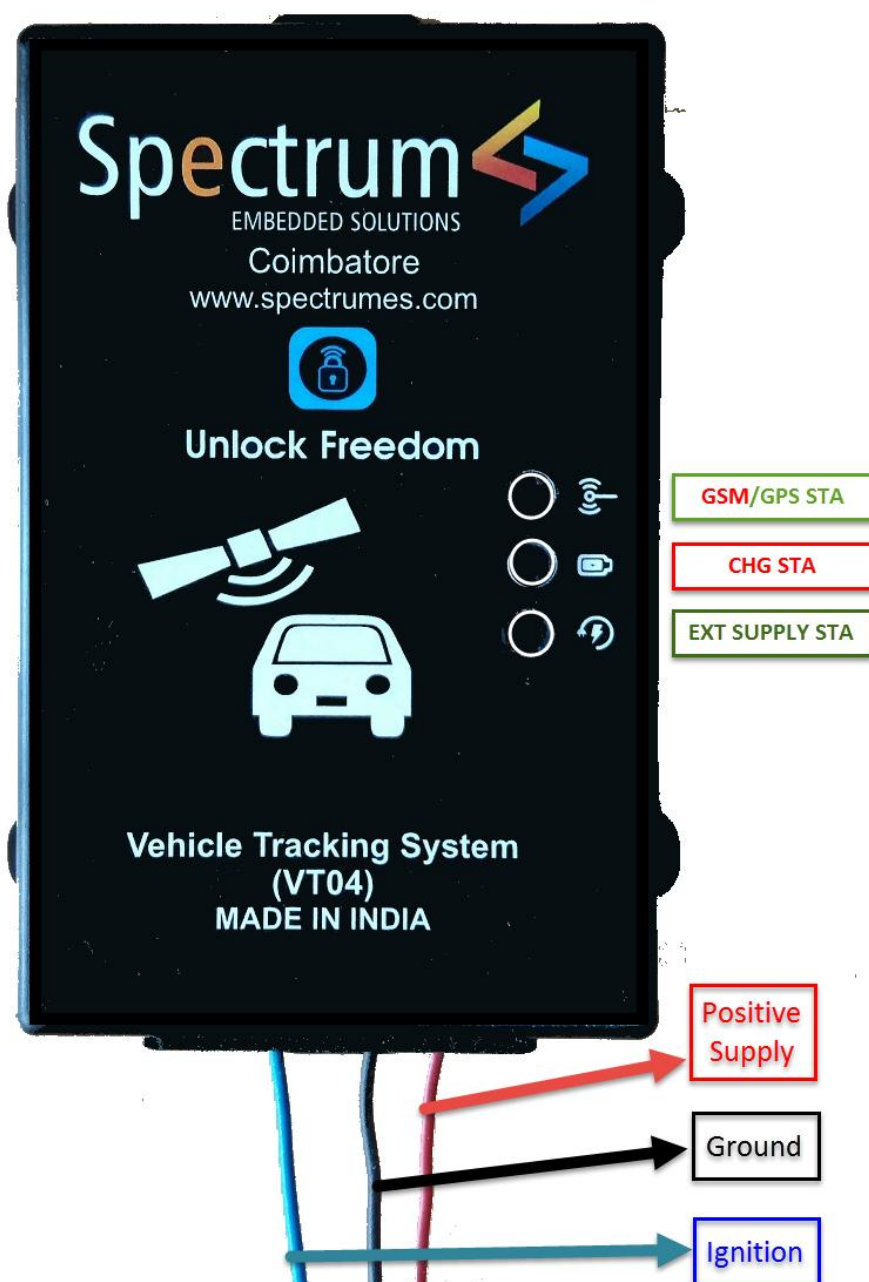 Spectrum
EMBEDDED SOLUTIONS
Coimbatore
www.spectrumes.com
Unlock Freedom
GSM/GPS STA
CHG STA
EXT SUPPLY STA
Vehicle Tracking System
(VT04)
MADE IN INDIA
Positive
Supply
Ground
Ignition